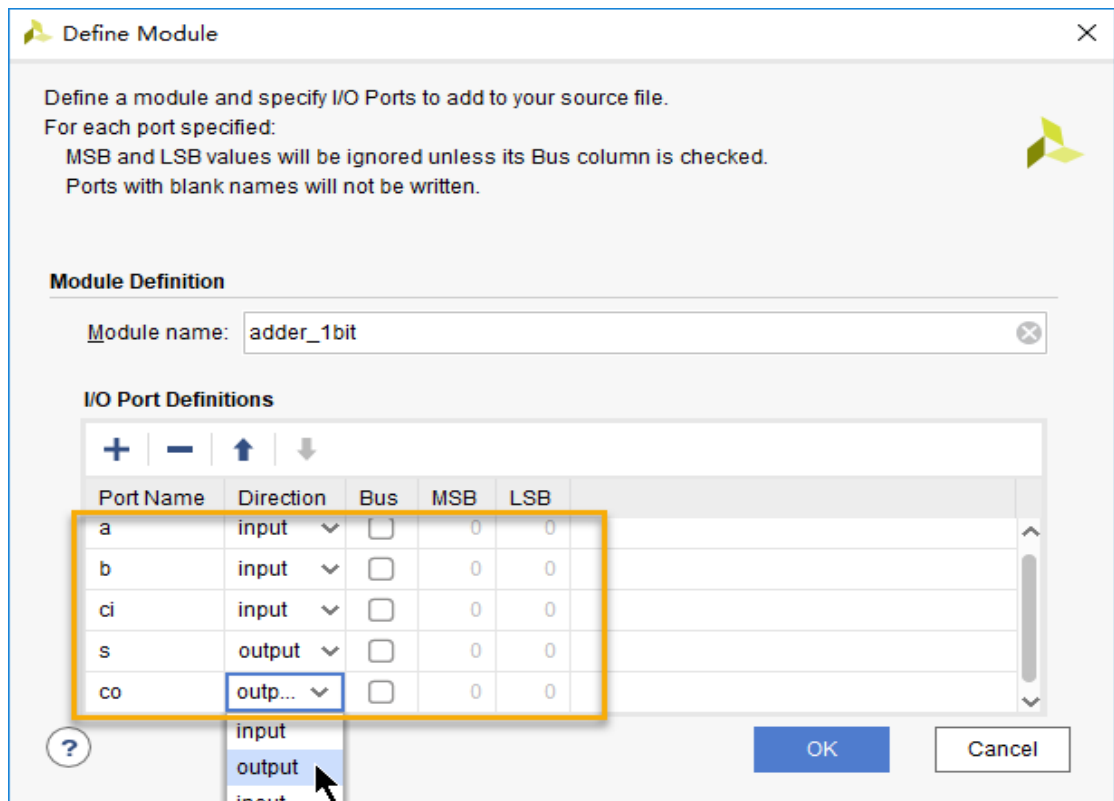 Define Module
Define a module and specify I/O Ports to add to your source file.
For each port specified:
MSB and LSB values will be ignored unless its Bus column is checked.
Ports with blank names will not be written.
Module Definition
Module name: adder_1bit
I/O Port Definitions
Port Name Direction Bus MSB LSB
a input 0 0
b input 0 0
ci input 0 0
s output 0 0
co outp... 0 0
input
output
? OK Cancel